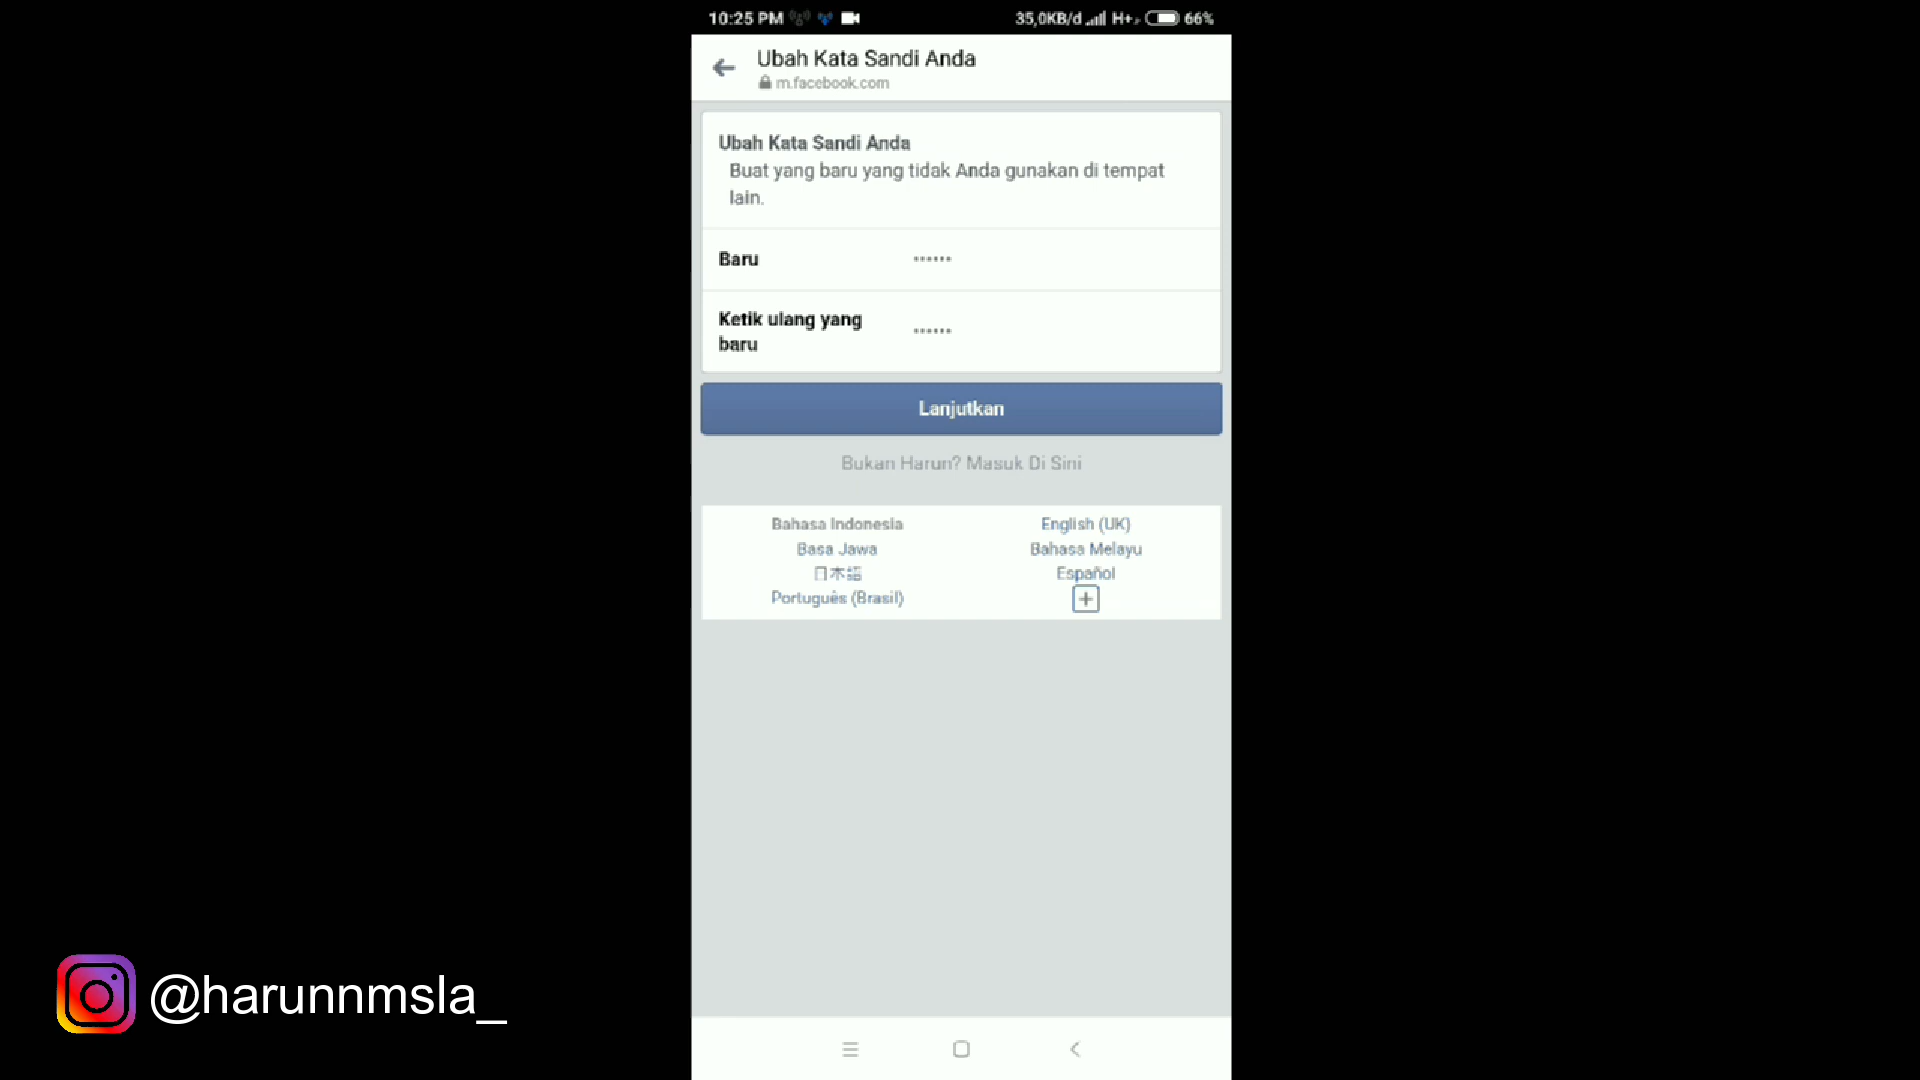 10:25 PM 35,0KB/d H+ 66%
Ubah Kata Sandi Anda
m.facebook.com
Ubah Kata Sandi Anda
Buat yang baru yang tidak Anda gunakan di tempat
lain.
Baru ••••••
Ketik ulang yang
baru ••••••
Lanjutkan
Bukan Harun? Masuk Di Sini
Bahasa Indonesia English (UK)
Basa Jawa Bahasa Melayu
日本語 Español
Português (Brasil) +
@harunnmsla_